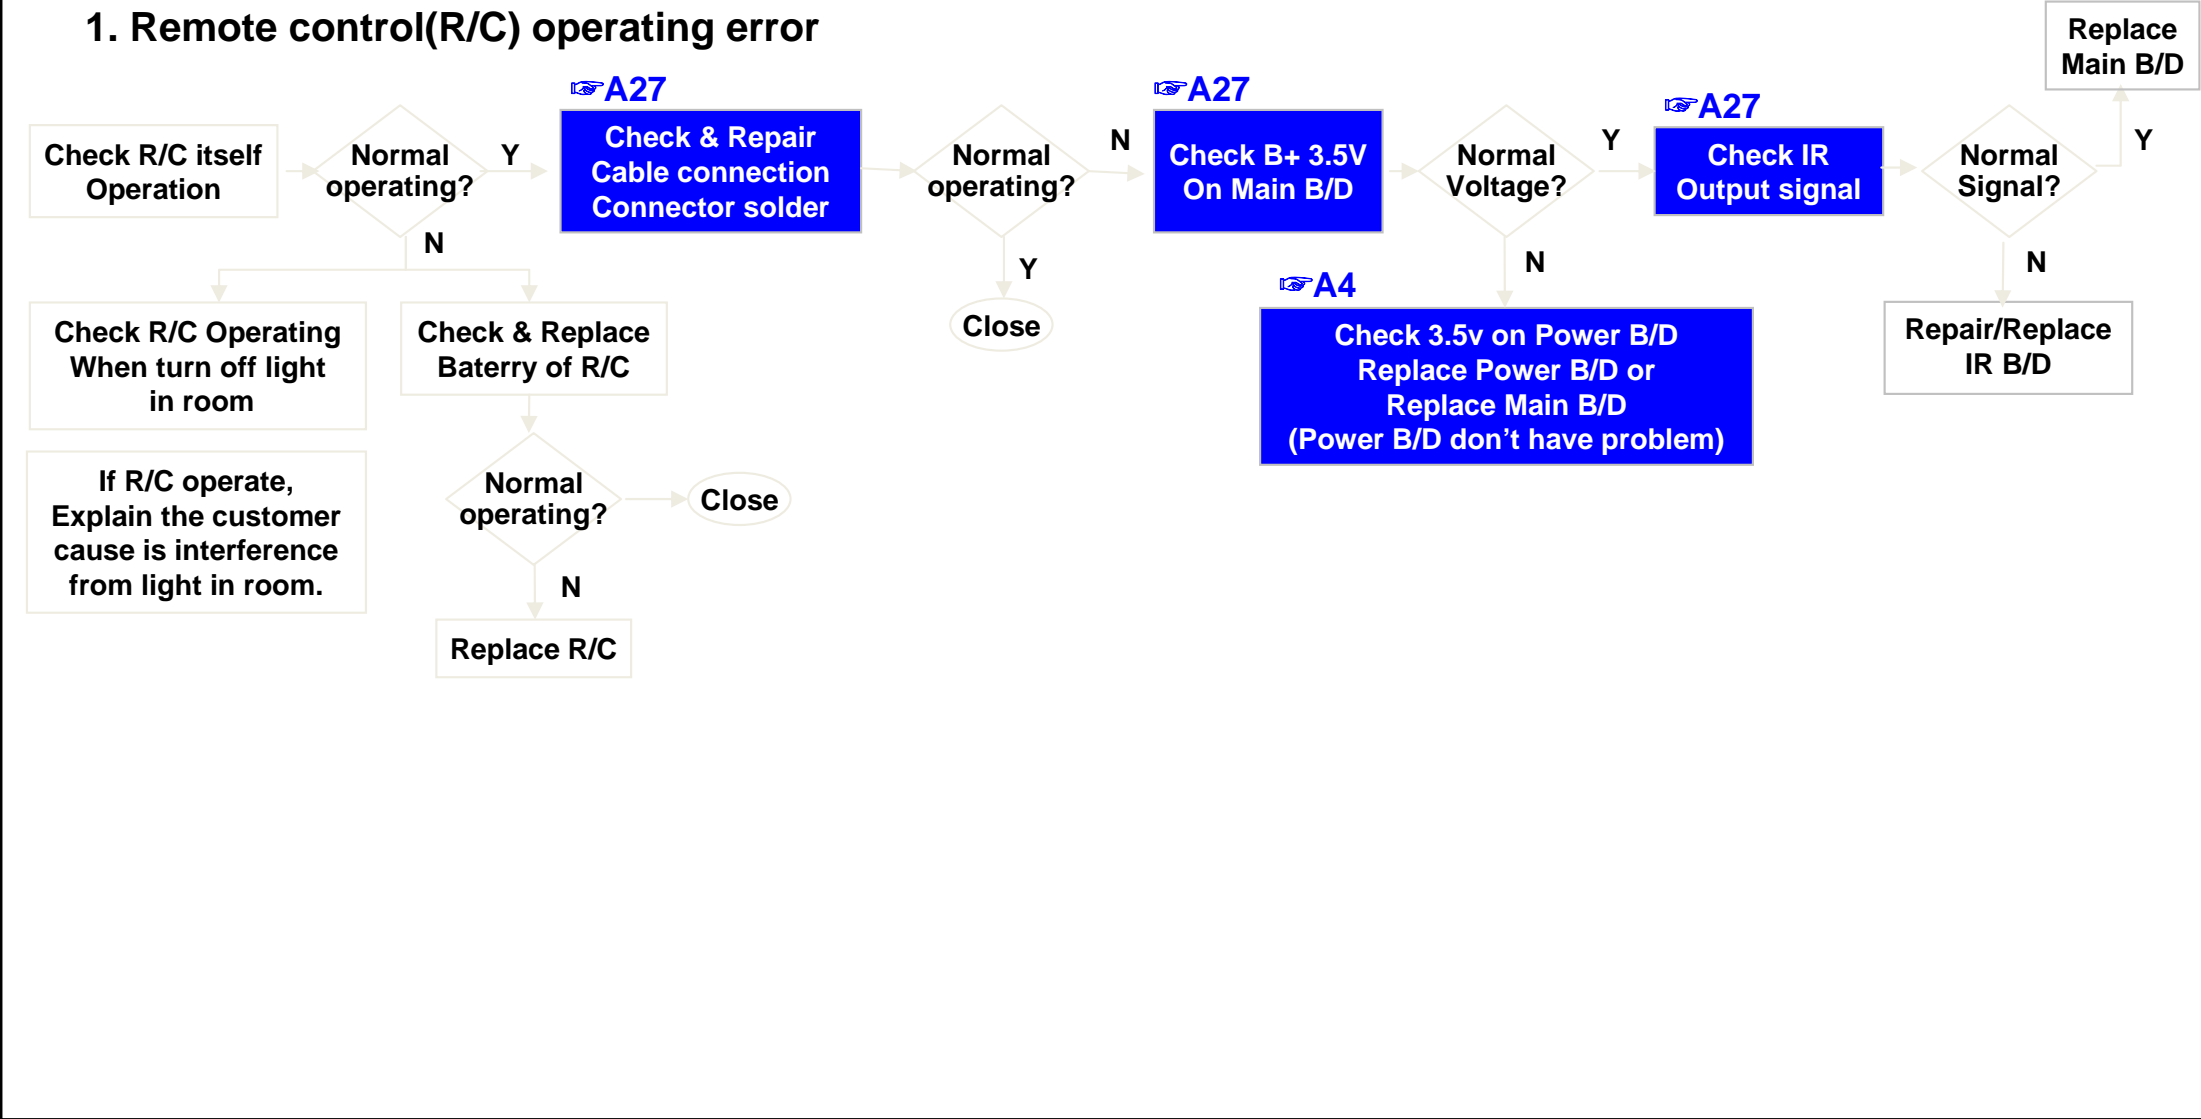 1. Remote control(R/C) operating error
Replace
Main B/D
☞A27
☞A27
☞A27
Check R/C itself
Operation
Normal
operating?
Y
Check & Repair
Cable connection
Connector solder
Normal
operating?
N
Check B+ 3.5V
On Main B/D
Normal
Voltage?
Y
Check IR
Output signal
Normal
Signal?
Y
N
Y
Close
N
N
☞A4
Check R/C Operating
When turn off light
in room
Check & Replace
Baterry of R/C
Check 3.5v on Power B/D
Replace Power B/D or
Replace Main B/D
(Power B/D don’t have problem)
Repair/Replace
IR B/D
If R/C operate,
Explain the customer
cause is interference
from light in room.
Normal
operating?
Close
N
Replace R/C